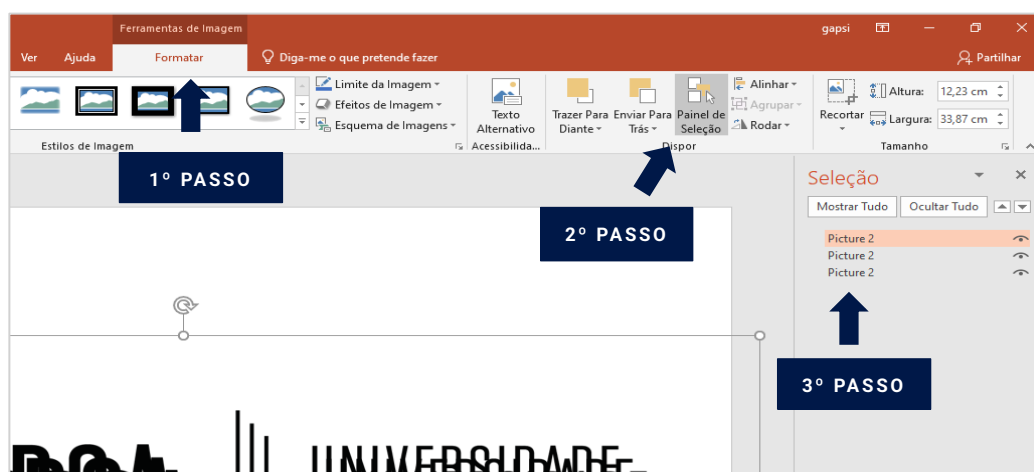 Ferramentas de Imagem
gapsi
Ver Ajuda Formatar Diga-me o que pretende fazer Partilhar
Limite da Imagem
Efeitos de Imagem
Esquema de Imagens
Estilos de Imagem
Texto
Alternativo
Acessibilida...
Trazer Para
Diante
Enviar Para
Trás
Painel de
Seleção
Alinhar
Agrupar
Rodar
Dispor
Recortar
Altura: 12,23 cm
Largura: 33,87 cm
Tamanho
1º PASSO
2º PASSO
Seleção
Mostrar Tudo Ocultar Tudo
Picture 2
Picture 2
Picture 2
3º PASSO
UNIVERSIDADE